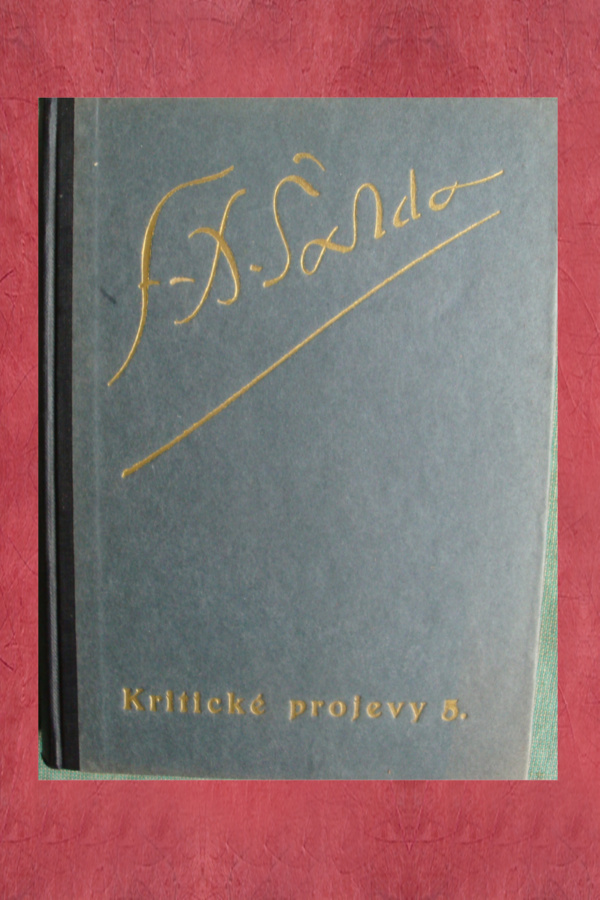 F. X. Šalda
Kritické projevy 5.